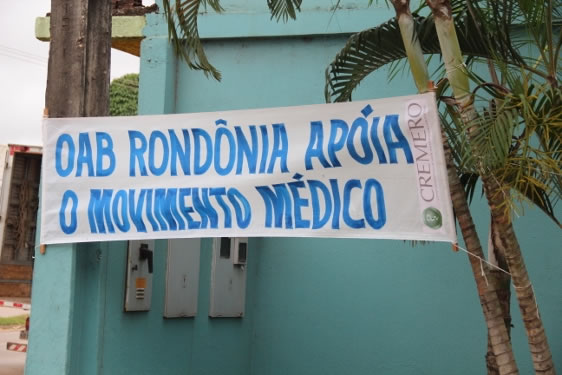 OAB RONDÔNIA APÓIA
O MOVIMENTO MÉDICO
CREMERO